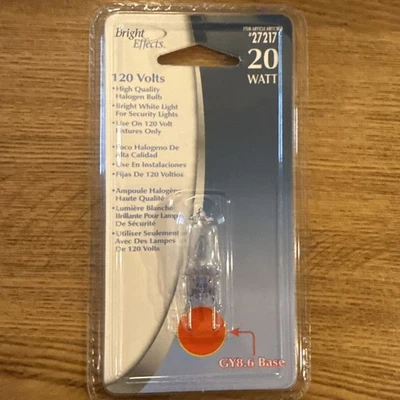 Bright
Effects.
ITEM/ARTICLE/ARTÍCULO
#27217
20
WATT
120 Volts
•High Quality
Halogen Bulb
•Bright White Light
For Security Lights
•Use On 120 Volt
Fixtures Only
•Foco Halogeno De
Alta Calidad
•Use En Instalaciones
•Fijas De 120 Voltios
•Ampoule Halogène
Haute Qualité
•Lumière Blanche
Brillante Pour Lampes
De Sécurité
•Utiliser Seulement
Avec Des Lampes
De 120 Volts
GY8.6 Base